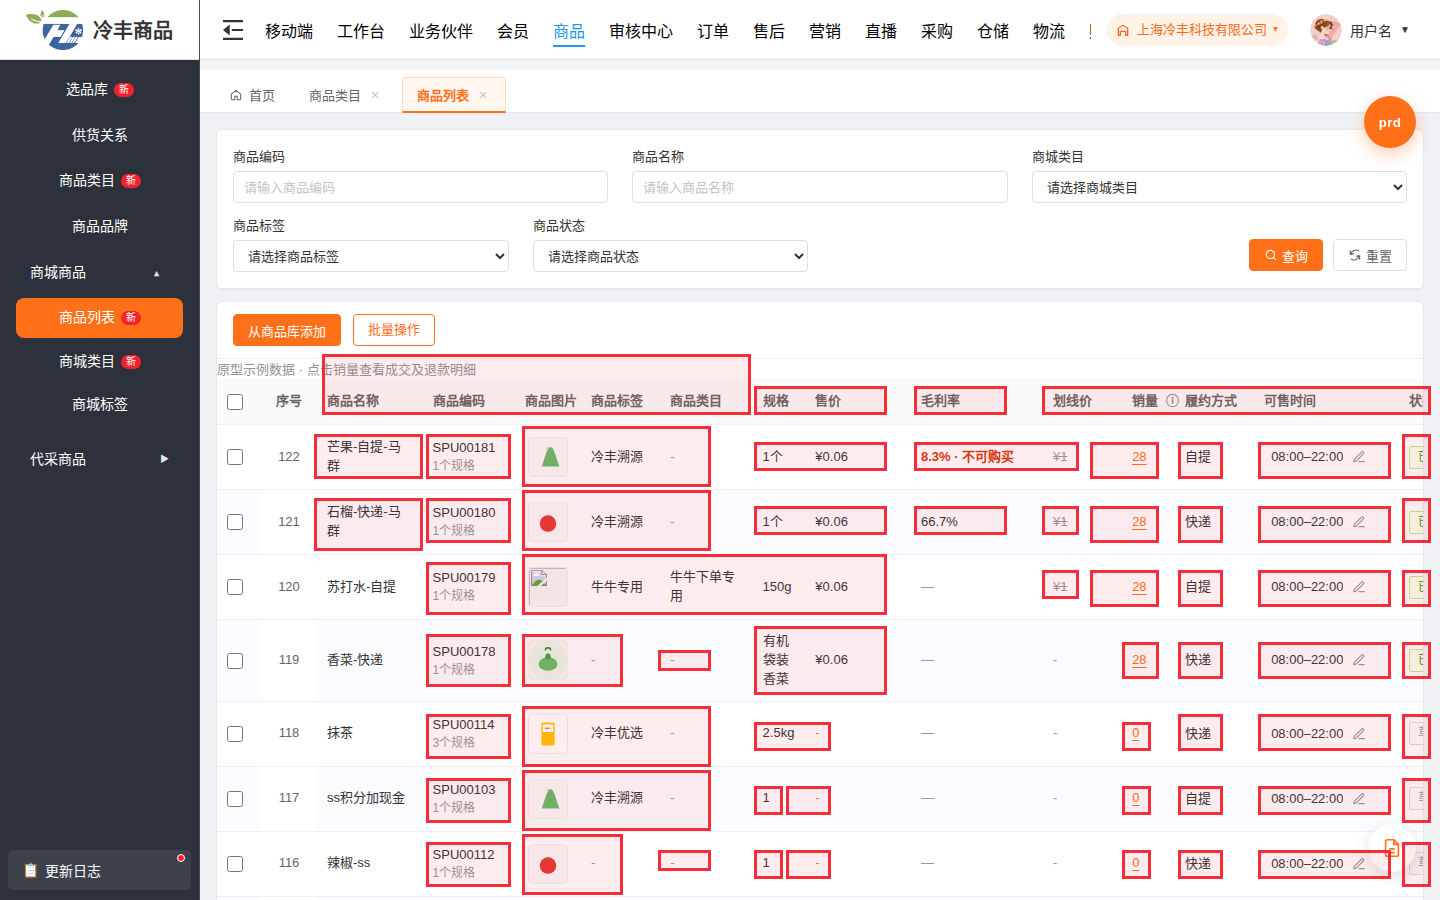 冷丰商品
移动端 工作台 业务伙伴 会员 商品 审核中心 订单 售后 营销 直播 采购 仓储 物流
上海冷丰科技有限公司 ▾
用户名 ▼
选品库 新
供货关系
商品类目 新
商品品牌
商城商品 ▲
商品列表 新
商城类目 新
商城标签
代采商品 ▶
更新日志
首页 商品类目 × 商品列表 ×
prd
商品编码 商品名称 商城类目
请输入商品编码 请输入商品名称 请选择商城类目
商品标签 商品状态
请选择商品标签 请选择商品状态 查询 重置
从商品库添加 批量操作
原型示例数据 · 点击销量查看成交及退款明细
序号 商品名称 商品编码 商品图片 商品标签 商品类目 规格 售价 毛利率 划线价 销量 ⓘ 履约方式 可售时间
122 芒果-自提-马群 SPU00181 1个规格 冷丰溯源 - 1个 ¥0.06 8.3% · 不可购买 ¥1 28 自提 08:00–22:00
121 石榴-快递-马群 SPU00180 1个规格 冷丰溯源 - 1个 ¥0.06 66.7% ¥1 28 快递 08:00–22:00
120 苏打水-自提 SPU00179 1个规格 牛牛专用 牛牛下单专用 150g ¥0.06 — ¥1 28 自提 08:00–22:00
119 香菜-快递 SPU00178 1个规格 - - 有机袋装香菜 ¥0.06 — - 28 快递 08:00–22:00
118 抹茶 SPU00114 3个规格 冷丰优选 - 2.5kg - — - 0 快递 08:00–22:00
117 ss积分加现金 SPU00103 1个规格 冷丰溯源 - 1 - — - 0 自提 08:00–22:00
116 辣椒-ss SPU00112 1个规格 - - 1 - — - 0 快递 08:00–22:00